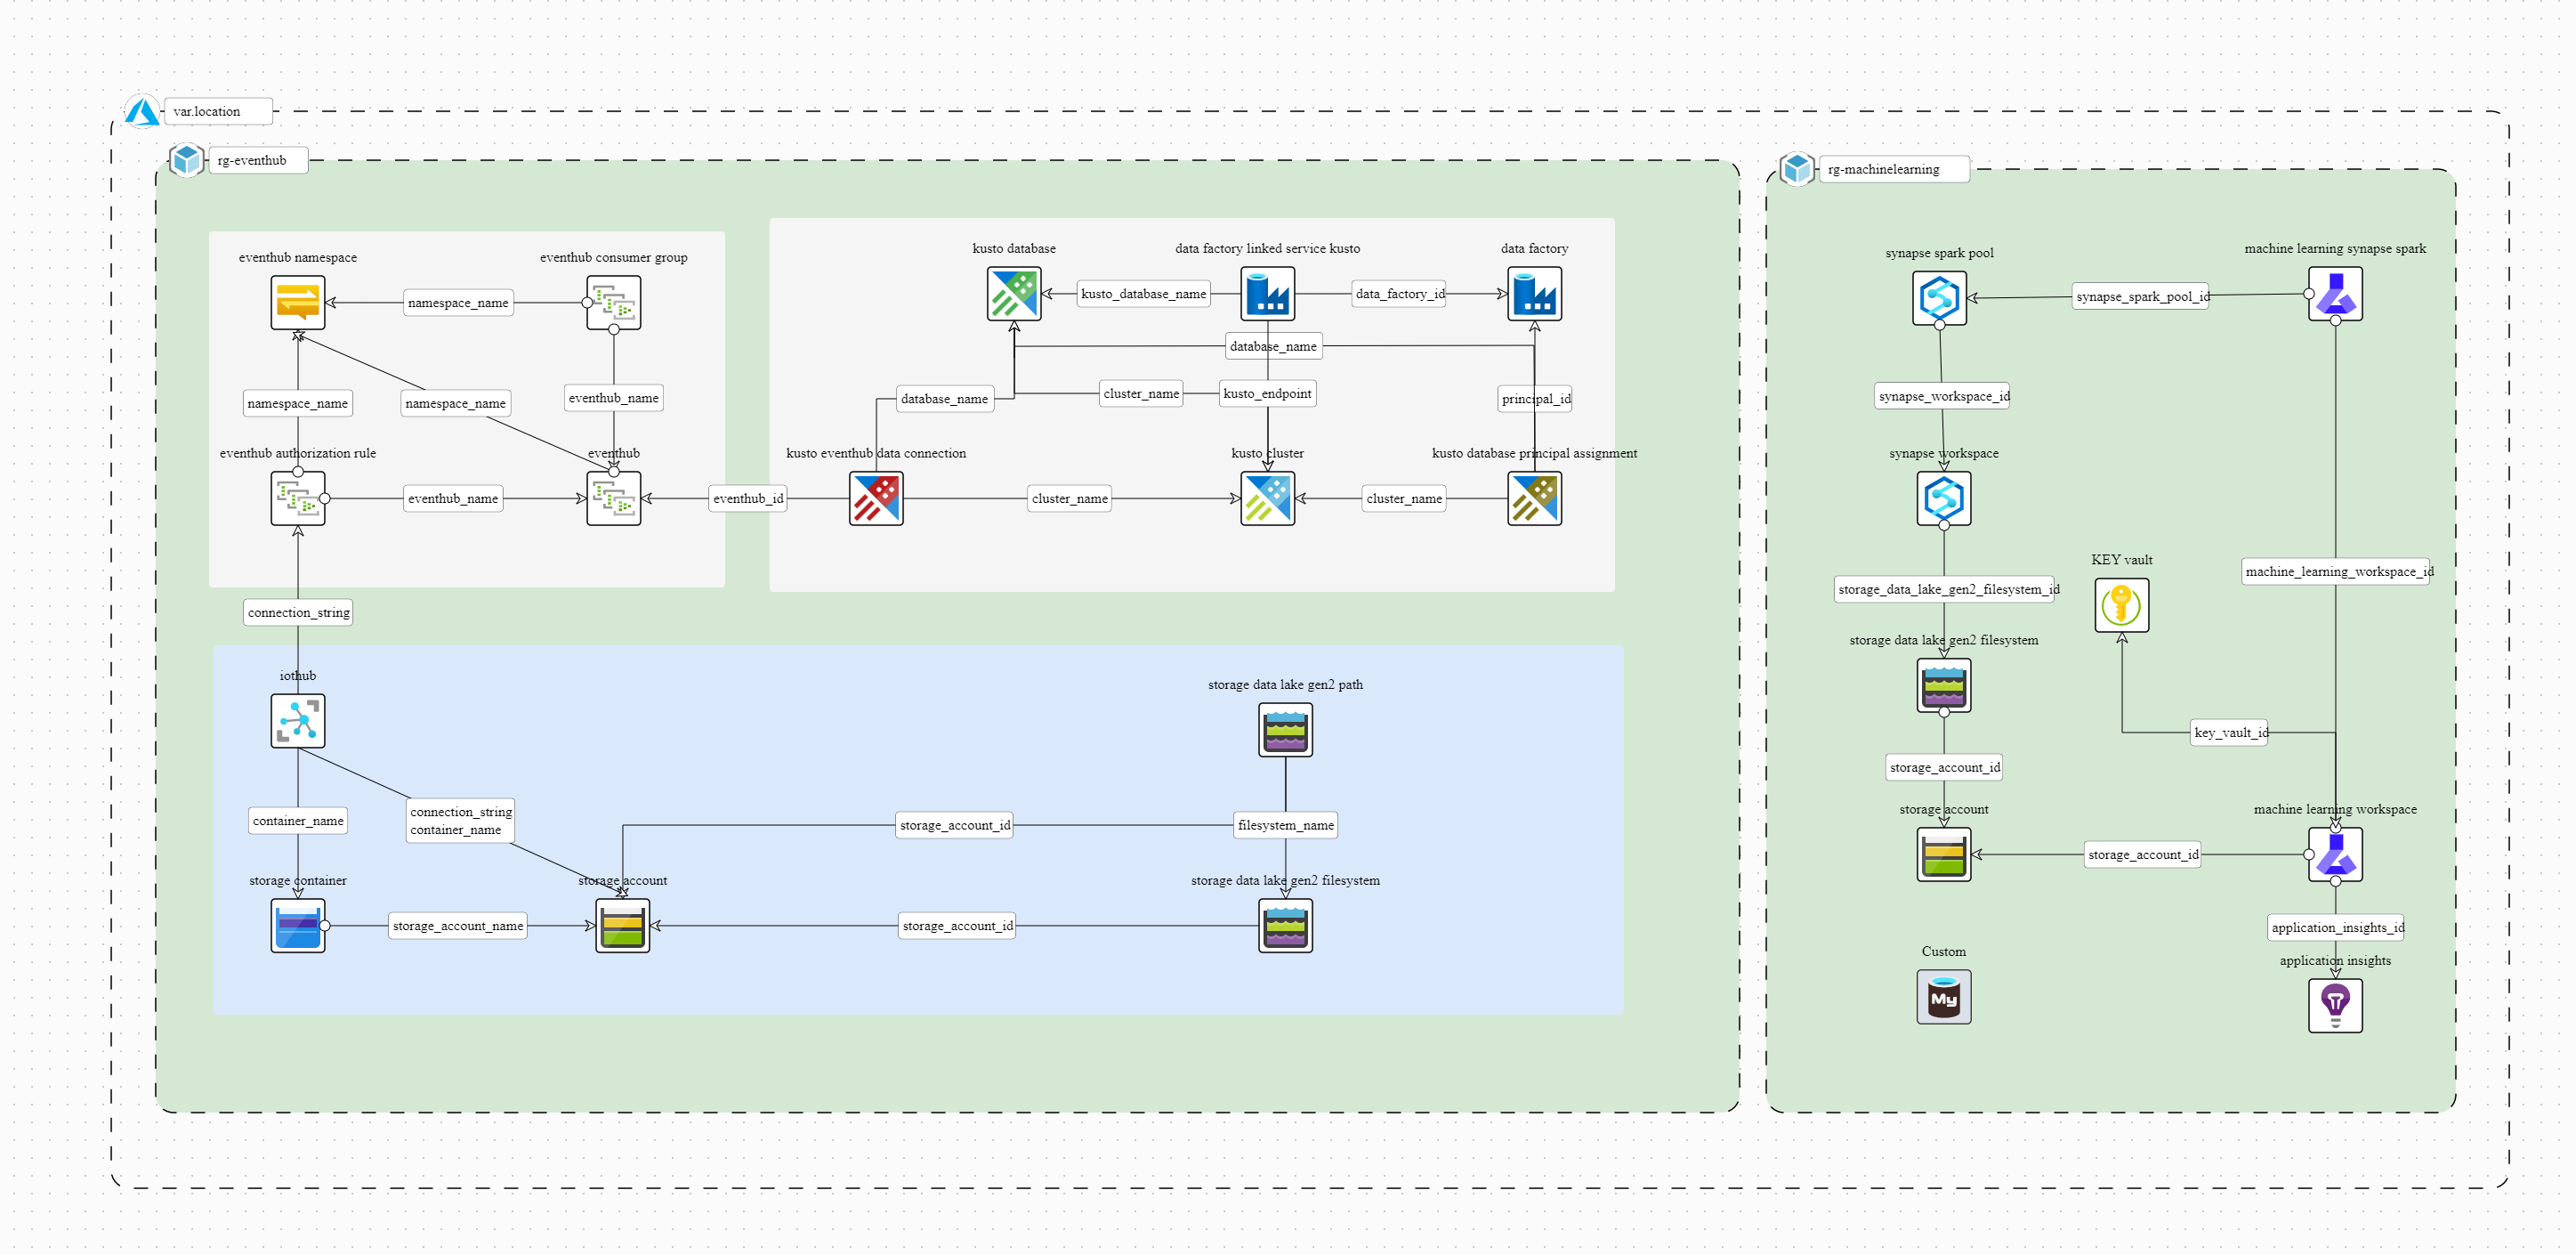 var.location
rg-eventhub
eventhub namespace
eventhub consumer group
namespace_name
namespace_name
namespace_name
eventhub_name
eventhub authorization rule
eventhub
eventhub_name
eventhub_id
kusto database
data factory linked service kusto
data factory
kusto_database_name
data_factory_id
database_name
database_name
cluster_name
kusto_endpoint
principal_id
kusto eventhub data connection
kusto cluster
kusto database principal assignment
cluster_name
cluster_name
connection_string
iothub
storage data lake gen2 path
container_name
connection_string
container_name
storage_account_id
filesystem_name
storage container
storage account
storage data lake gen2 filesystem
storage_account_name
storage_account_id
rg-machinelearning
synapse spark pool
machine learning synapse spark
synapse_spark_pool_id
synapse_workspace_id
synapse workspace
KEY vault
machine_learning_workspace_id
storage_data_lake_gen2_filesystem_id
storage data lake gen2 filesystem
key_vault_id
storage_account_id
storage account
machine learning workspace
storage_account_id
application_insights_id
Custom
My
application insights